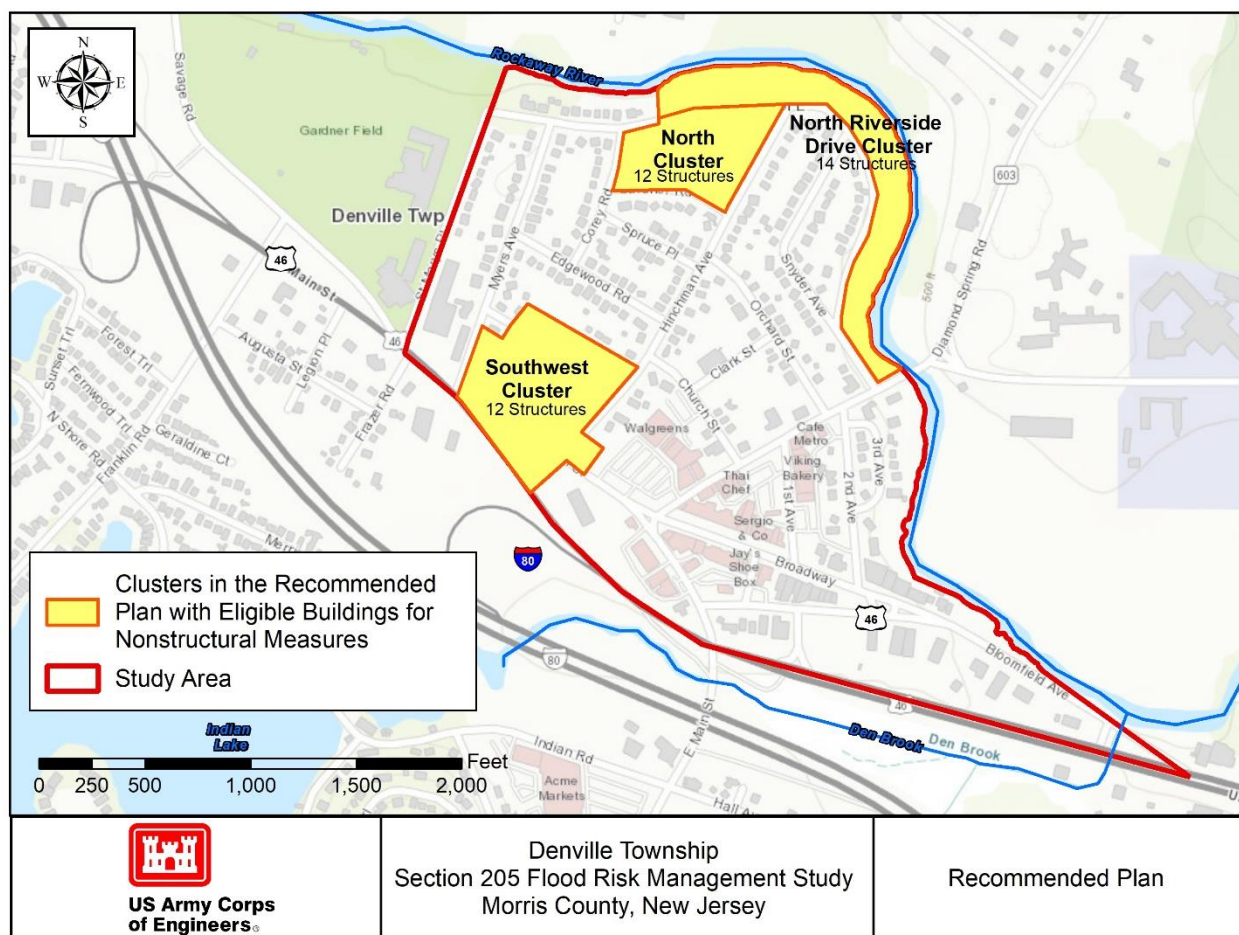 N
W
E
S
Savage Rd
Rockaway River
Gardner Field
Denville Twp
46
Main St
46
St Marys Pl
Myers Ave
Corey Rd
Spruce Pl
Edgewood Rd
Hinchman Ave
Snyder Ave
Orchard St
Clark St
Church St
North
Cluster
12 Structures
North Riverside
Drive Cluster
14 Structures
603
500 ft
Diamond Spring Rd
Southwest
Cluster
12 Structures
Sunset Trl
Forest Trl
Fernwood Trl
N Shore Rd
Franklin Rd
Geraldine Ct
Augusta St
Legion Pl
Frazer Rd
Walgreens
Cafe
Metro
Viking
Bakery
Thai
Chef
Sergio
& Co
Jay's
Shoe
Box
1st Ave
2nd Ave
3rd Ave
Broadway
46
Bloomfield Ave
80
80
46
E Main St
Den Brook
Den Brook
Indian Rd
Acme
Markets
Clusters in the Recommended
Plan with Eligible Buildings for
Nonstructural Measures
Study Area
Indian
Lake
Feet
0 250 500 1,000 1,500 2,000
US Army Corps
of Engineers®
Denville Township
Section 205 Flood Risk Management Study
Morris County, New Jersey
Recommended Plan